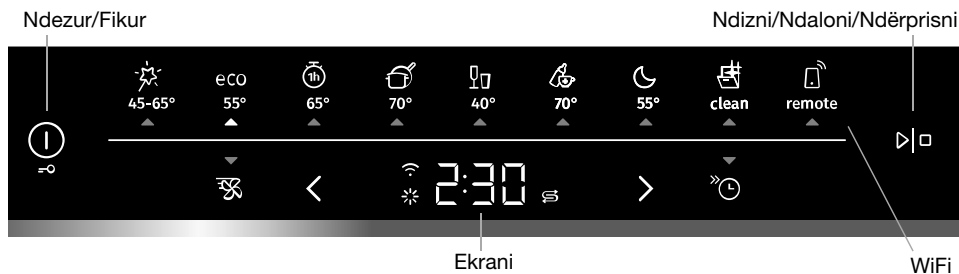 Ndezur/Fikur
Ndizni/Ndaloni/Ndërprisni
eco
1h
45-65° 55° 65° 70° 40° 70° 55° clean remote
2:30
Ekrani
WiFi